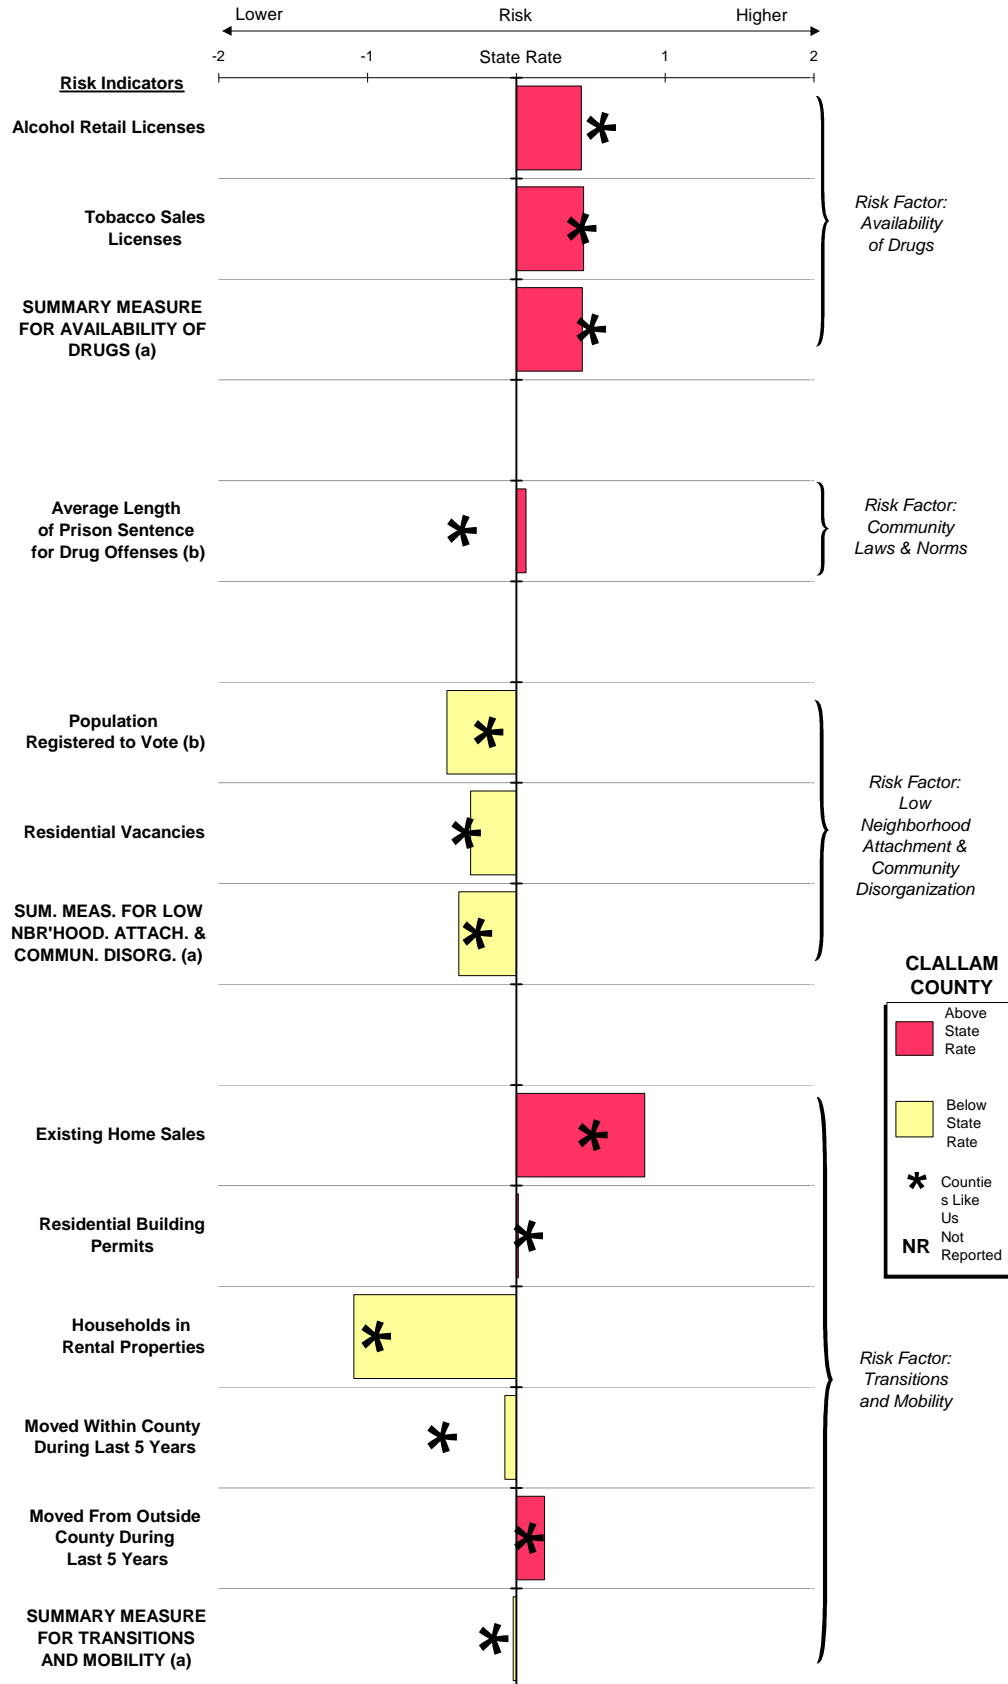 Lower Risk Higher
-2 -1 State Rate 1 2
Risk Indicators
Alcohol Retail Licenses
Tobacco Sales
Licenses
SUMMARY MEASURE
FOR AVAILABILITY OF
DRUGS (a)
Risk Factor:
Availability
of Drugs
Average Length
of Prison Sentence
for Drug Offenses (b)
Risk Factor:
Community
Laws & Norms
Population
Registered to Vote (b)
Residential Vacancies
SUM. MEAS. FOR LOW
NBR'HOOD. ATTACH. &
COMMUN. DISORG. (a)
Risk Factor:
Low
Neighborhood
Attachment &
Community
Disorganization
CLALLAM
COUNTY
Above
State
Rate
Below
State
Rate
* Countie
s Like
Us
NR Not
Reported
Existing Home Sales
Residential Building
Permits
Households in
Rental Properties
Moved Within County
During Last 5 Years
Moved From Outside
County During
Last 5 Years
SUMMARY MEASURE
FOR TRANSITIONS
AND MOBILITY (a)
Risk Factor:
Transitions
and Mobility